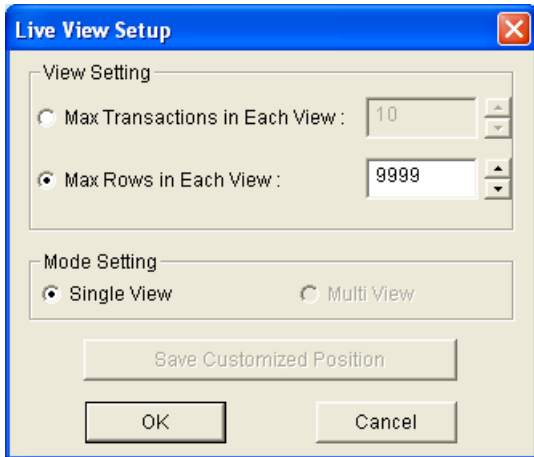 Live View Setup
View Setting
Max Transactions in Each View : 10
Max Rows in Each View : 9999
Mode Setting
Single View Multi View
Save Customized Position
OK Cancel